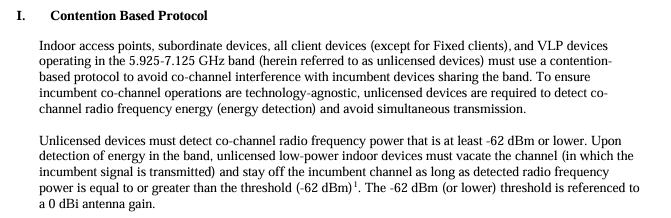 I. Contention Based Protocol
Indoor access points, subordinate devices, all client devices (except for Fixed clients), and VLP devices
operating in the 5.925-7.125 GHz band (herein referred to as unlicensed devices) must use a contention-
based protocol to avoid co-channel interference with incumbent devices sharing the band. To ensure
incumbent co-channel operations are technology-agnostic, unlicensed devices are required to detect co-
channel radio frequency energy (energy detection) and avoid simultaneous transmission.
Unlicensed devices must detect co-channel radio frequency power that is at least -62 dBm or lower. Upon
detection of energy in the band, unlicensed low-power indoor devices must vacate the channel (in which the
incumbent signal is transmitted) and stay off the incumbent channel as long as detected radio frequency
power is equal to or greater than the threshold (-62 dBm)¹. The -62 dBm (or lower) threshold is referenced to
a 0 dBi antenna gain.